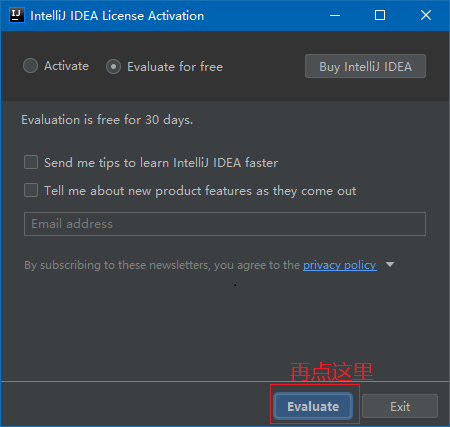 IntelliJ IDEA License Activation
Activate
Evaluate for free
Buy IntelliJ IDEA
Evaluation is free for 30 days.
Send me tips to learn IntelliJ IDEA faster
Tell me about new product features as they come out
Email address
By subscribing to these newsletters, you agree to the privacy policy
再点这里
Evaluate
Exit